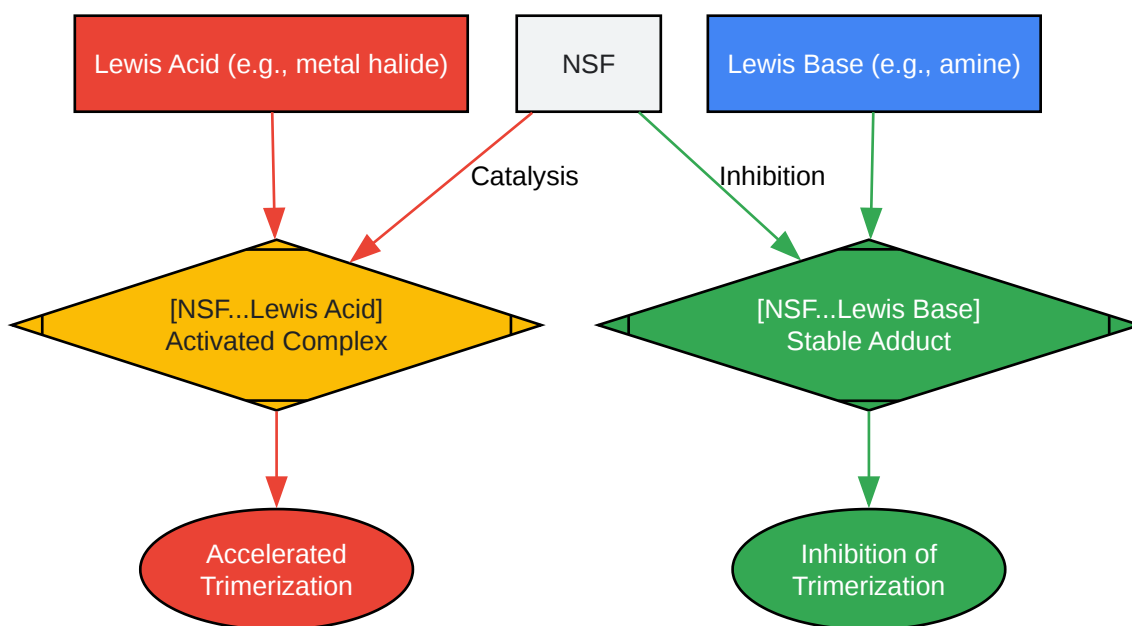 Lewis Acid (e.g., metal halide)
NSF
Lewis Base (e.g., amine)
Catalysis
Inhibition
[NSF...Lewis Acid]
Activated Complex
[NSF...Lewis Base]
Stable Adduct
Accelerated
Trimerization
Inhibition of
Trimerization